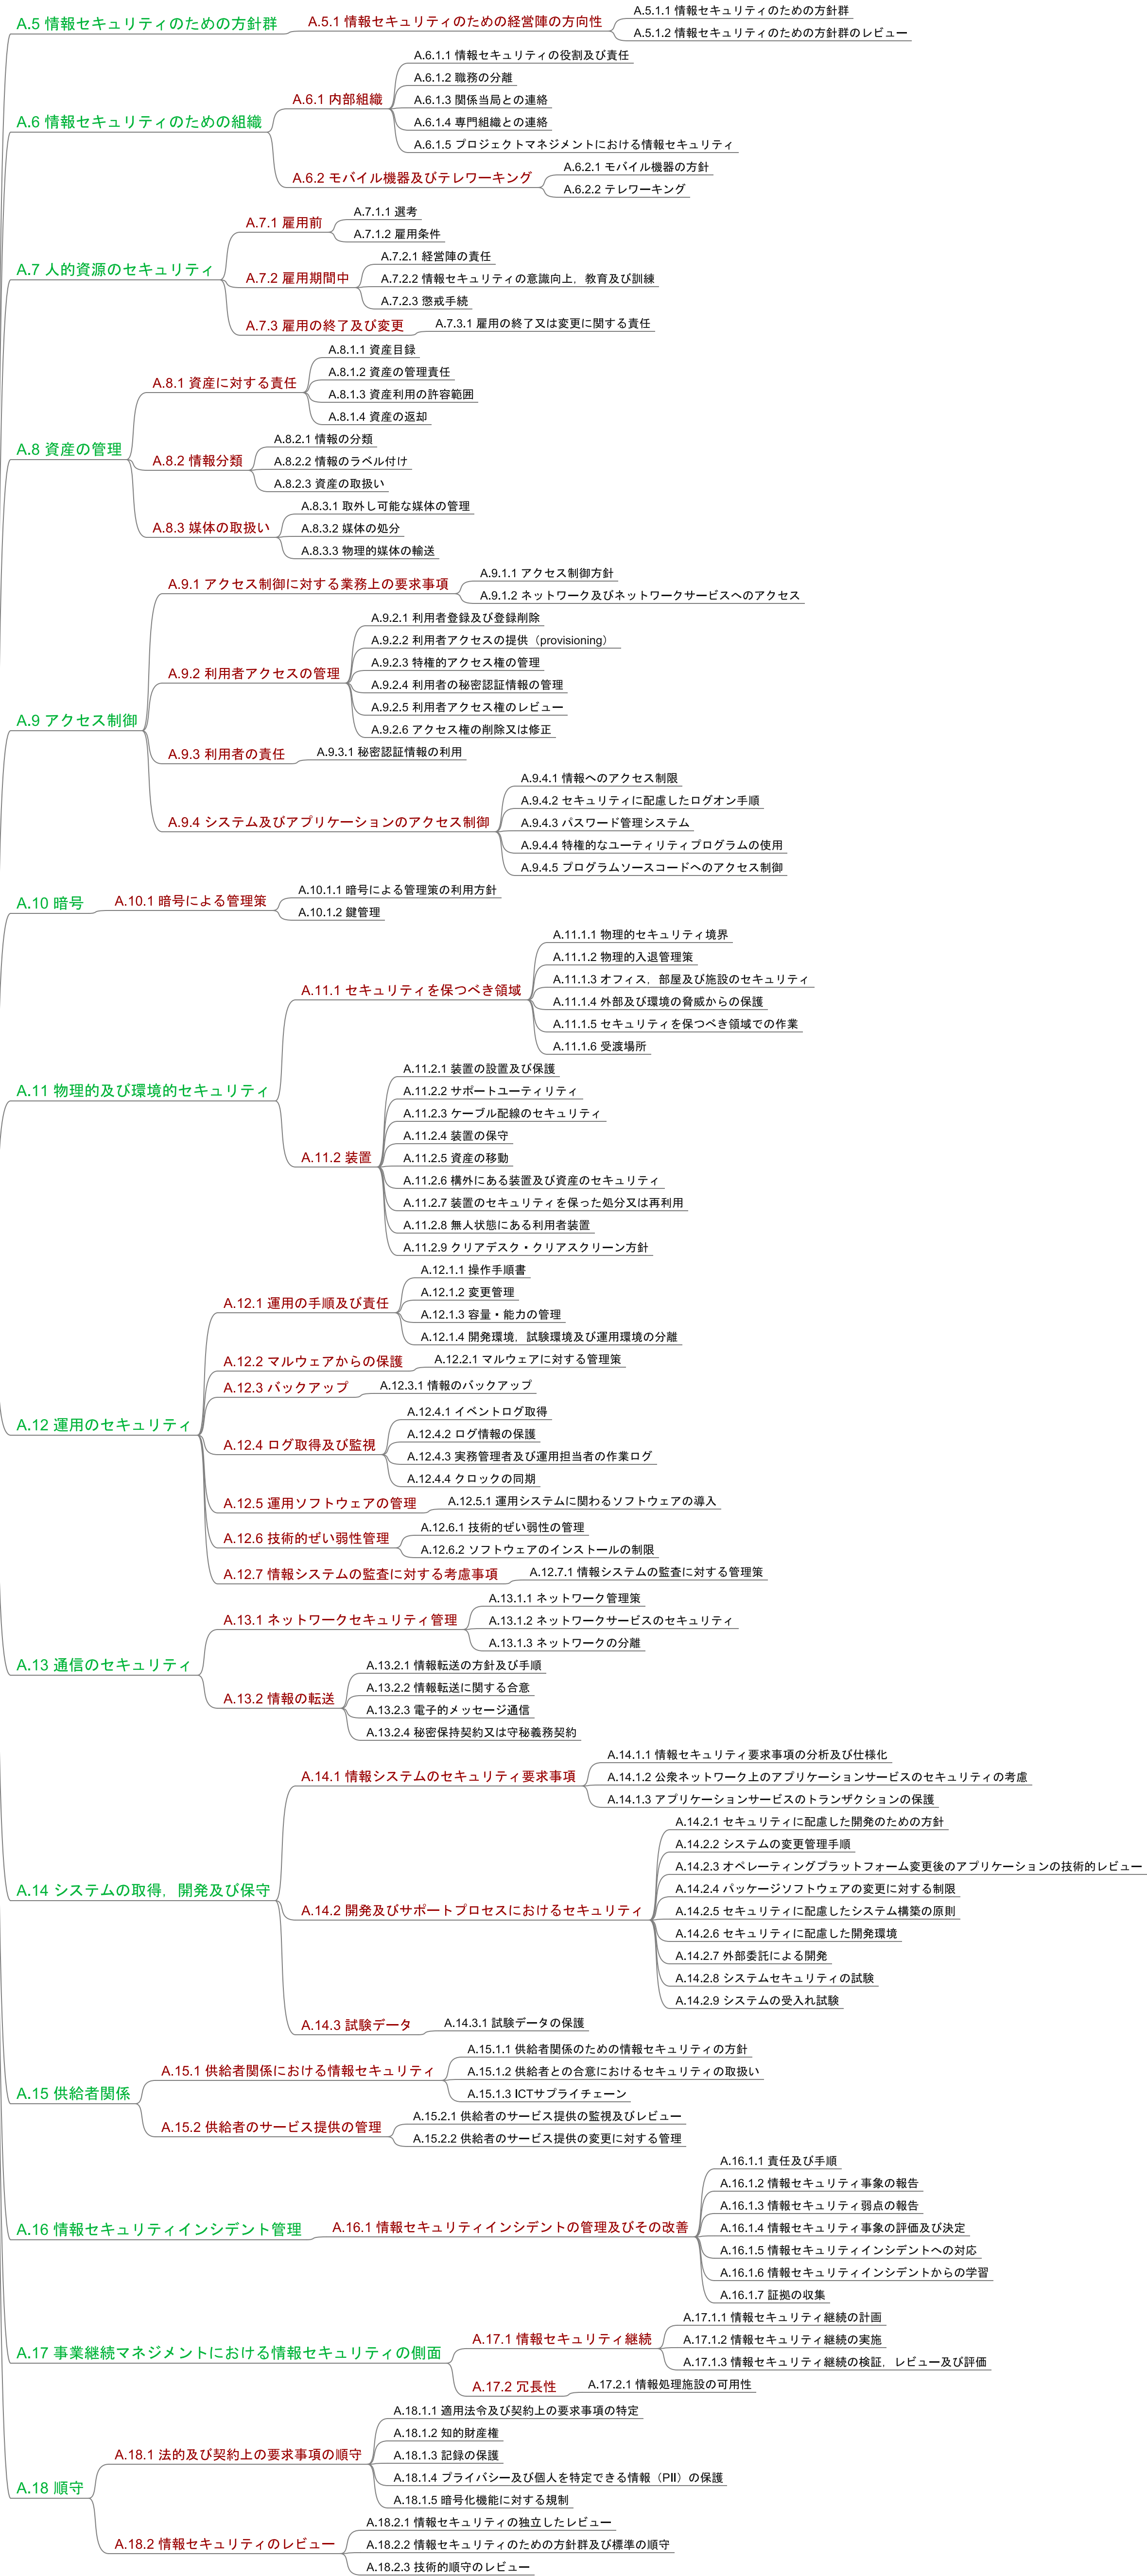 A.5 情報セキュリティのための方針群
A.5.1 情報セキュリティのための経営陣の方向性
A.5.1.1 情報セキュリティのための方針群
A.5.1.2 情報セキュリティのための方針群のレビュー
A.6 情報セキュリティのための組織
A.6.1 内部組織
A.6.1.1 情報セキュリティの役割及び責任
A.6.1.2 職務の分離
A.6.1.3 関係当局との連絡
A.6.1.4 専門組織との連絡
A.6.1.5 プロジェクトマネジメントにおける情報セキュリティ
A.6.2 モバイル機器及びテレワーキング
A.6.2.1 モバイル機器の方針
A.6.2.2 テレワーキング
A.7 人的資源のセキュリティ
A.7.1 雇用前
A.7.1.1 選考
A.7.1.2 雇用条件
A.7.2 雇用期間中
A.7.2.1 経営陣の責任
A.7.2.2 情報セキュリティの意識向上，教育及び訓練
A.7.2.3 懲戒手続
A.7.3 雇用の終了及び変更
A.7.3.1 雇用の終了又は変更に関する責任
A.8 資産の管理
A.8.1 資産に対する責任
A.8.1.1 資産目録
A.8.1.2 資産の管理責任
A.8.1.3 資産利用の許容範囲
A.8.1.4 資産の返却
A.8.2 情報分類
A.8.2.1 情報の分類
A.8.2.2 情報のラベル付け
A.8.2.3 資産の取扱い
A.8.3 媒体の取扱い
A.8.3.1 取外し可能な媒体の管理
A.8.3.2 媒体の処分
A.8.3.3 物理的媒体の輸送
A.9 アクセス制御
A.9.1 アクセス制御に対する業務上の要求事項
A.9.1.1 アクセス制御方針
A.9.1.2 ネットワーク及びネットワークサービスへのアクセス
A.9.2 利用者アクセスの管理
A.9.2.1 利用者登録及び登録削除
A.9.2.2 利用者アクセスの提供（provisioning）
A.9.2.3 特権的アクセス権の管理
A.9.2.4 利用者の秘密認証情報の管理
A.9.2.5 利用者アクセス権のレビュー
A.9.2.6 アクセス権の削除又は修正
A.9.3 利用者の責任
A.9.3.1 秘密認証情報の利用
A.9.4 システム及びアプリケーションのアクセス制御
A.9.4.1 情報へのアクセス制限
A.9.4.2 セキュリティに配慮したログオン手順
A.9.4.3 パスワード管理システム
A.9.4.4 特権的なユーティリティプログラムの使用
A.9.4.5 プログラムソースコードへのアクセス制御
A.10 暗号
A.10.1 暗号による管理策
A.10.1.1 暗号による管理策の利用方針
A.10.1.2 鍵管理
A.11 物理的及び環境的セキュリティ
A.11.1 セキュリティを保つべき領域
A.11.1.1 物理的セキュリティ境界
A.11.1.2 物理的入退管理策
A.11.1.3 オフィス，部屋及び施設のセキュリティ
A.11.1.4 外部及び環境の脅威からの保護
A.11.1.5 セキュリティを保つべき領域での作業
A.11.1.6 受渡場所
A.11.2 装置
A.11.2.1 装置の設置及び保護
A.11.2.2 サポートユーティリティ
A.11.2.3 ケーブル配線のセキュリティ
A.11.2.4 装置の保守
A.11.2.5 資産の移動
A.11.2.6 構外にある装置及び資産のセキュリティ
A.11.2.7 装置のセキュリティを保った処分又は再利用
A.11.2.8 無人状態にある利用者装置
A.11.2.9 クリアデスク・クリアスクリーン方針
A.12 運用のセキュリティ
A.12.1 運用の手順及び責任
A.12.1.1 操作手順書
A.12.1.2 変更管理
A.12.1.3 容量・能力の管理
A.12.1.4 開発環境，試験環境及び運用環境の分離
A.12.2 マルウェアからの保護
A.12.2.1 マルウェアに対する管理策
A.12.3 バックアップ
A.12.3.1 情報のバックアップ
A.12.4 ログ取得及び監視
A.12.4.1 イベントログ取得
A.12.4.2 ログ情報の保護
A.12.4.3 実務管理者及び運用担当者の作業ログ
A.12.4.4 クロックの同期
A.12.5 運用ソフトウェアの管理
A.12.5.1 運用システムに関わるソフトウェアの導入
A.12.6 技術的ぜい弱性管理
A.12.6.1 技術的ぜい弱性の管理
A.12.6.2 ソフトウェアのインストールの制限
A.12.7 情報システムの監査に対する考慮事項
A.12.7.1 情報システムの監査に対する管理策
A.13 通信のセキュリティ
A.13.1 ネットワークセキュリティ管理
A.13.1.1 ネットワーク管理策
A.13.1.2 ネットワークサービスのセキュリティ
A.13.1.3 ネットワークの分離
A.13.2 情報の転送
A.13.2.1 情報転送の方針及び手順
A.13.2.2 情報転送に関する合意
A.13.2.3 電子的メッセージ通信
A.13.2.4 秘密保持契約又は守秘義務契約
A.14 システムの取得，開発及び保守
A.14.1 情報システムのセキュリティ要求事項
A.14.1.1 情報セキュリティ要求事項の分析及び仕様化
A.14.1.2 公衆ネットワーク上のアプリケーションサービスのセキュリティの考慮
A.14.1.3 アプリケーションサービスのトランザクションの保護
A.14.2 開発及びサポートプロセスにおけるセキュリティ
A.14.2.1 セキュリティに配慮した開発のための方針
A.14.2.2 システムの変更管理手順
A.14.2.3 オペレーティングプラットフォーム変更後のアプリケーションの技術的レビュー
A.14.2.4 パッケージソフトウェアの変更に対する制限
A.14.2.5 セキュリティに配慮したシステム構築の原則
A.14.2.6 セキュリティに配慮した開発環境
A.14.2.7 外部委託による開発
A.14.2.8 システムセキュリティの試験
A.14.2.9 システムの受入れ試験
A.14.3 試験データ
A.14.3.1 試験データの保護
A.15 供給者関係
A.15.1 供給者関係における情報セキュリティ
A.15.1.1 供給者関係のための情報セキュリティの方針
A.15.1.2 供給者との合意におけるセキュリティの取扱い
A.15.1.3 ICTサプライチェーン
A.15.2 供給者のサービス提供の管理
A.15.2.1 供給者のサービス提供の監視及びレビュー
A.15.2.2 供給者のサービス提供の変更に対する管理
A.16 情報セキュリティインシデント管理
A.16.1 情報セキュリティインシデントの管理及びその改善
A.16.1.1 責任及び手順
A.16.1.2 情報セキュリティ事象の報告
A.16.1.3 情報セキュリティ弱点の報告
A.16.1.4 情報セキュリティ事象の評価及び決定
A.16.1.5 情報セキュリティインシデントへの対応
A.16.1.6 情報セキュリティインシデントからの学習
A.16.1.7 証拠の収集
A.17 事業継続マネジメントにおける情報セキュリティの側面
A.17.1 情報セキュリティ継続
A.17.1.1 情報セキュリティ継続の計画
A.17.1.2 情報セキュリティ継続の実施
A.17.1.3 情報セキュリティ継続の検証，レビュー及び評価
A.17.2 冗長性
A.17.2.1 情報処理施設の可用性
A.18 順守
A.18.1 法的及び契約上の要求事項の順守
A.18.1.1 適用法令及び契約上の要求事項の特定
A.18.1.2 知的財産権
A.18.1.3 記録の保護
A.18.1.4 プライバシー及び個人を特定できる情報（PII）の保護
A.18.1.5 暗号化機能に対する規制
A.18.2 情報セキュリティのレビュー
A.18.2.1 情報セキュリティの独立したレビュー
A.18.2.2 情報セキュリティのための方針群及び標準の順守
A.18.2.3 技術的順守のレビュー